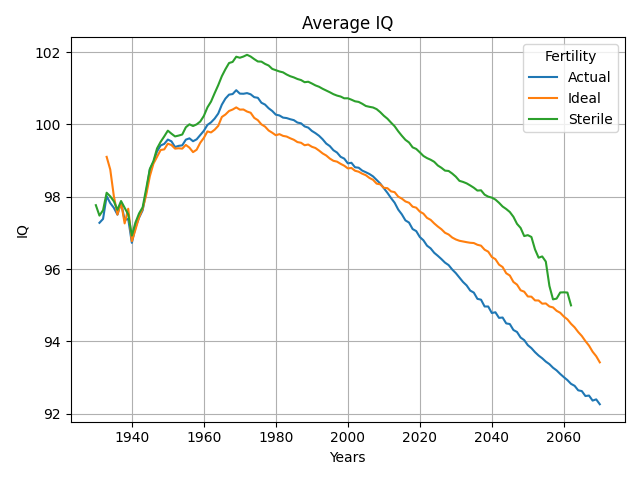 Average IQ
Fertility
Actual
Ideal
Sterile
IQ
102
100
98
96
94
92
1940 1960 1980 2000 2020 2040 2060
Years